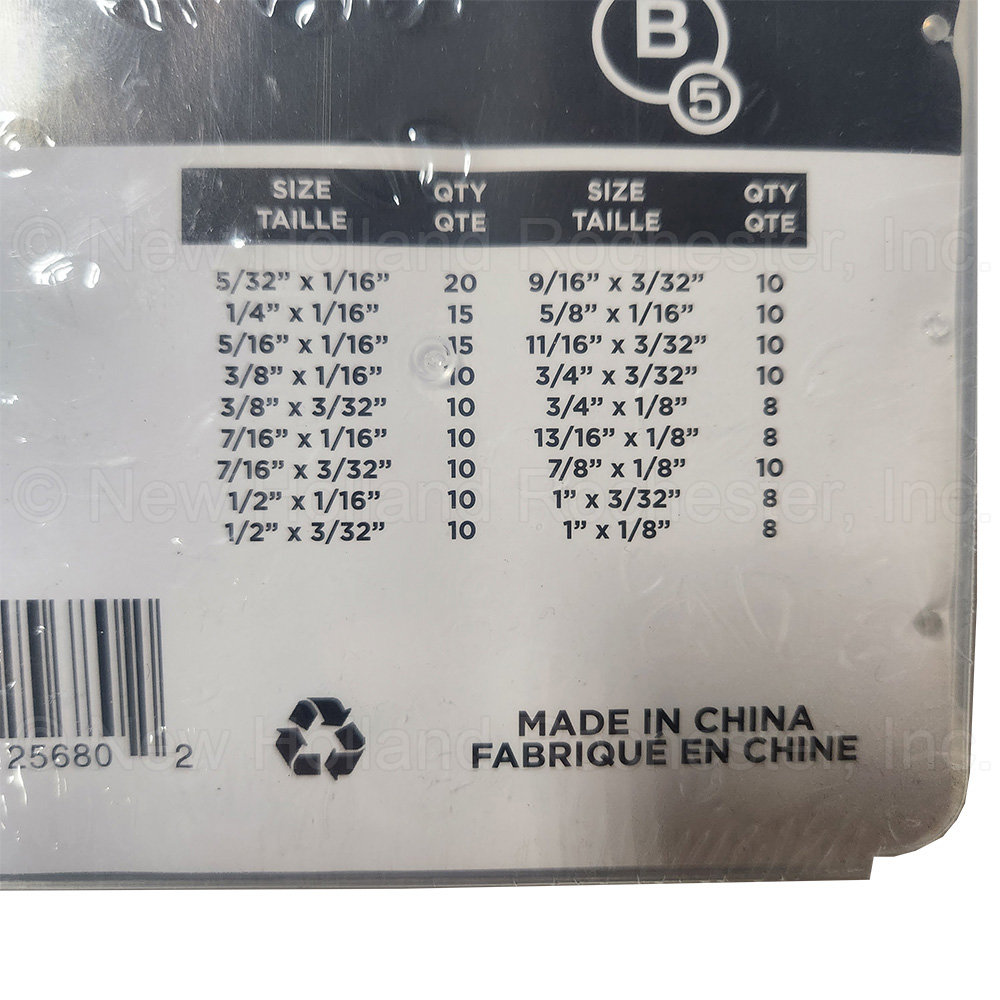 B
5
SIZE QTY SIZE QTY
TAILLE QTE TAILLE QTE
© New Holland Rochester, Inc.
5/32” x 1/16” 20 9/16” x 3/32” 10
1/4” x 1/16” 15 5/8” x 1/16” 10
5/16” x 1/16” 15 11/16” x 3/32” 10
3/8” x 1/16” 10 3/4” x 3/32” 10
3/8” x 3/32” 10 3/4” x 1/8” 8
7/16” x 1/16” 10 13/16” x 1/8” 8
7/16” x 3/32” 10 7/8” x 1/8” 10
© New Holland Rochester, Inc.
1/2” x 1/16” 10 1” x 3/32” 8
1/2” x 3/32” 10 1” x 1/8” 8
MADE IN CHINA
FABRIQUÉ EN CHINE
25680 2
© New Holland Rochester, Inc.